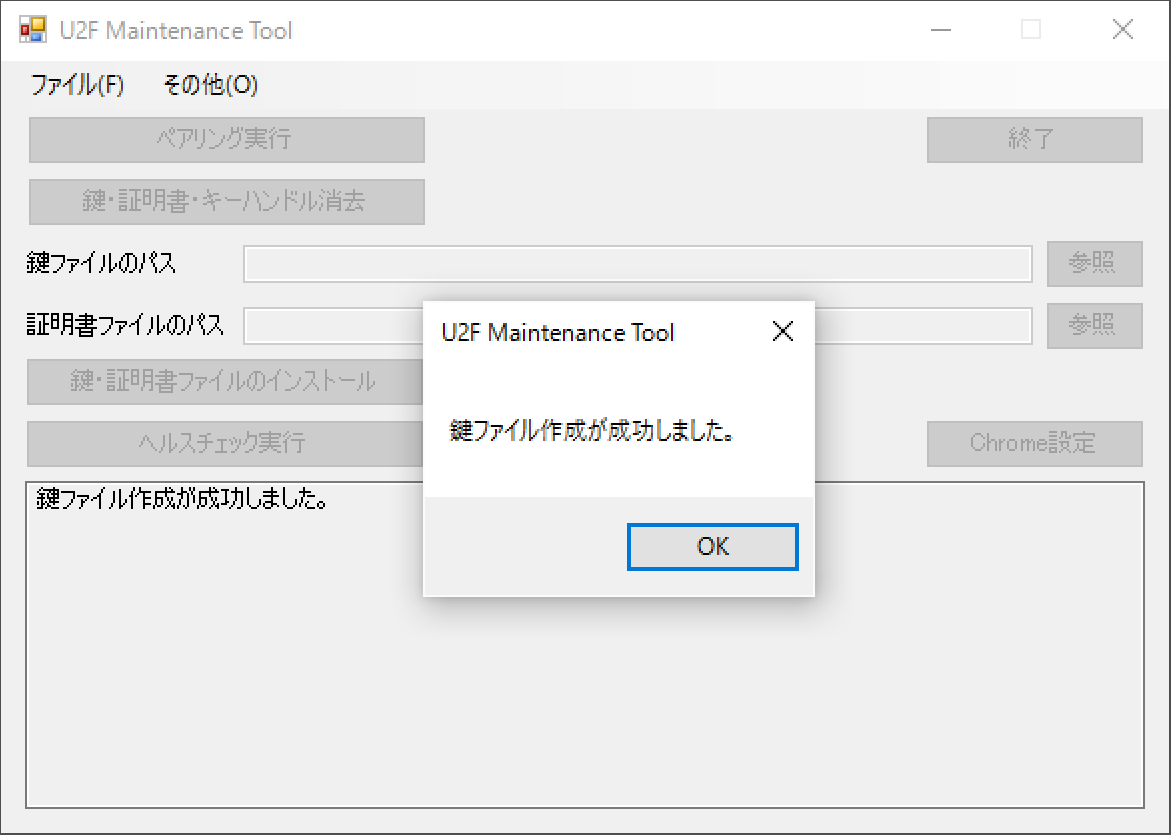 U2F Maintenance Tool
ファイル(F) その他(O)
ペアリング実行 終了
鍵・証明書・キーハンドル消去
鍵ファイルのパス 参照
証明書ファイルのパス 参照
鍵・証明書ファイルのインストール
ヘルスチェック実行 Chrome設定
鍵ファイル作成が成功しました。
U2F Maintenance Tool
鍵ファイル作成が成功しました。
OK